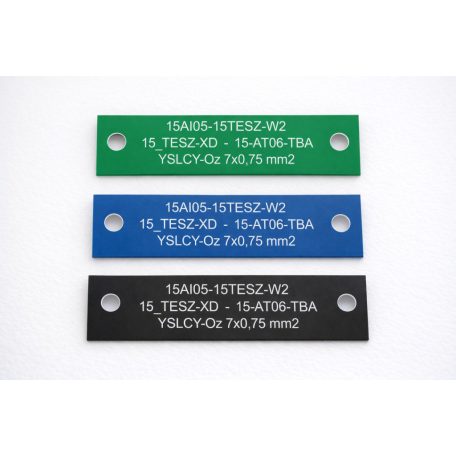 15AI05-15TESZ-W2
15_TESZ-XD - 15-AT06-TBA
YSLCY-Oz 7x0,75 mm2
15AI05-15TESZ-W2
15_TESZ-XD - 15-AT06-TBA
YSLCY-Oz 7x0,75 mm2
15AI05-15TESZ-W2
15_TESZ-XD - 15-AT06-TBA
YSLCY-Oz 7x0,75 mm2